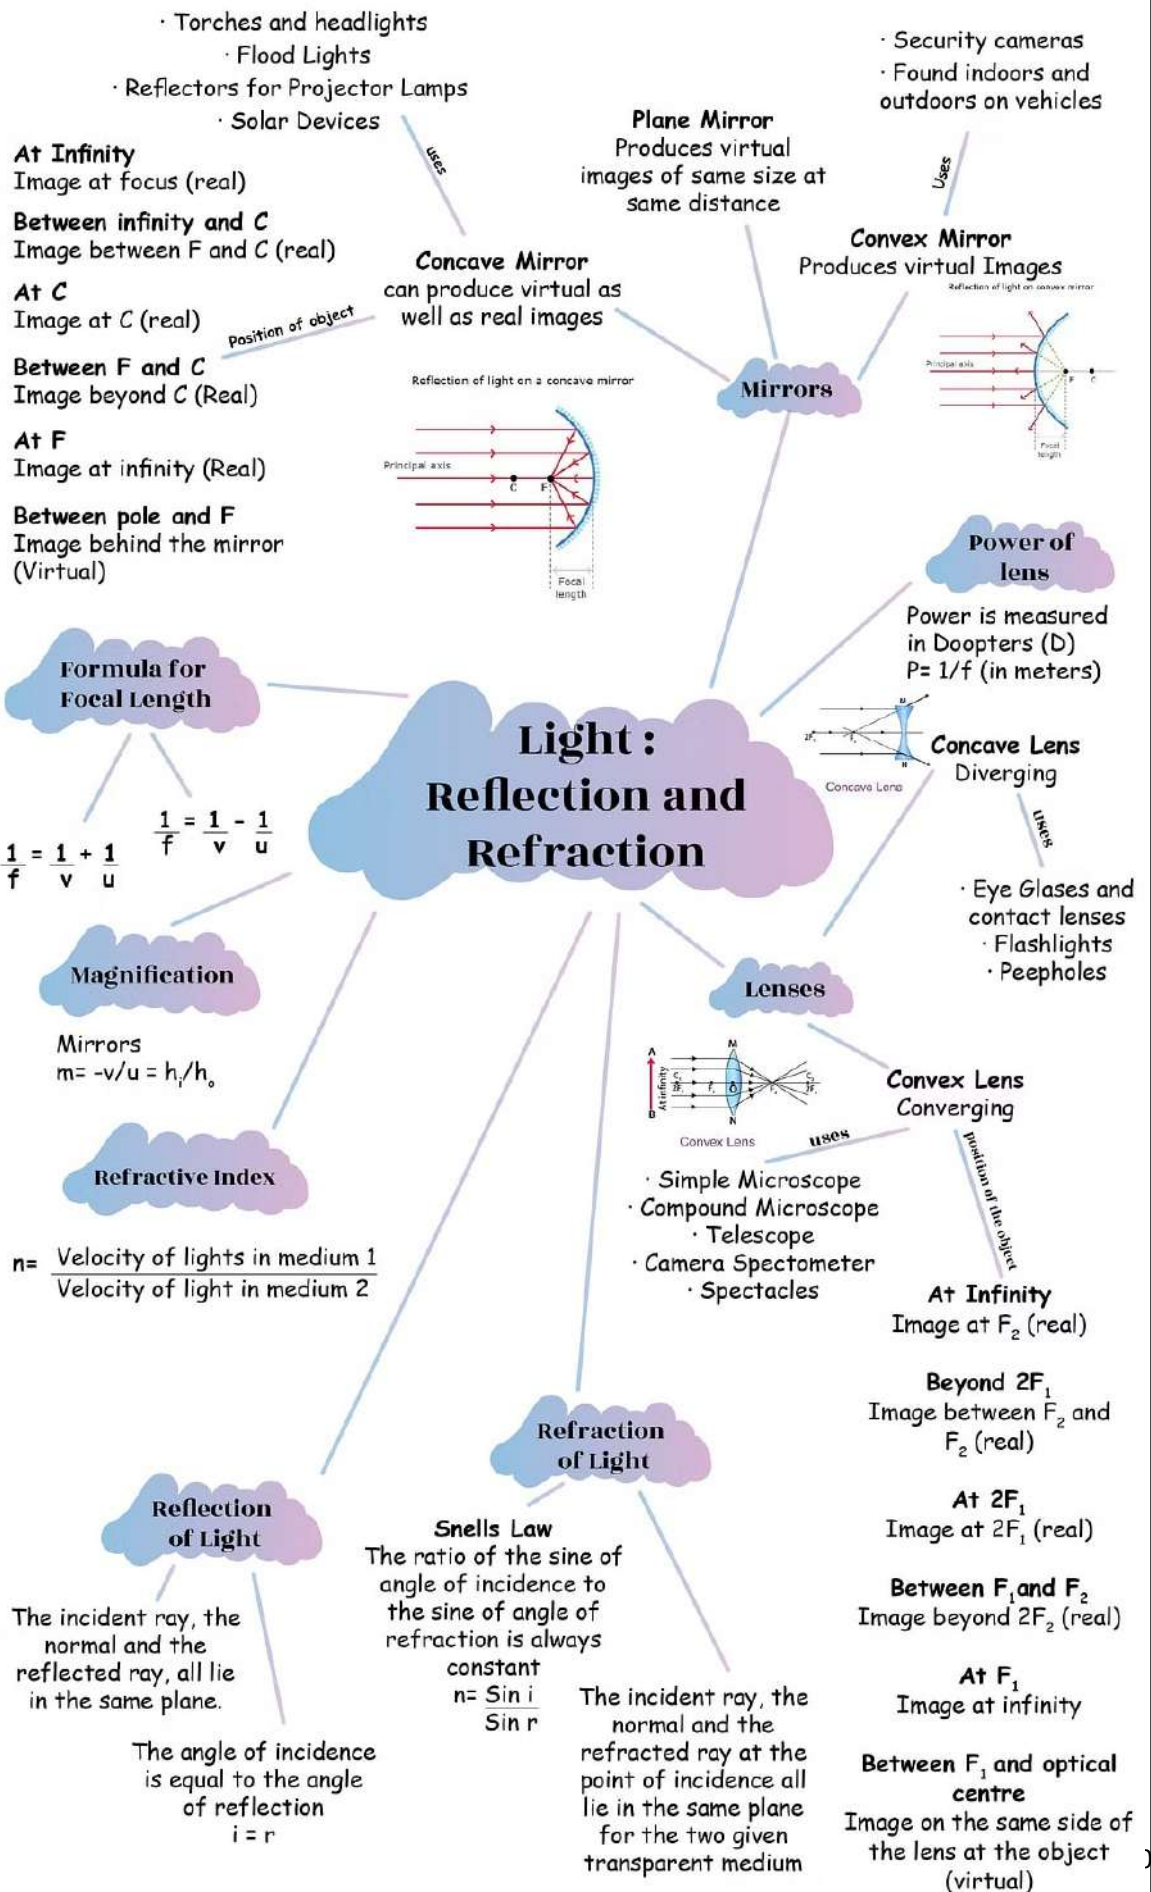 · Torches and headlights
· Flood Lights
· Reflectors for Projector Lamps
· Solar Devices
uses
Concave Mirror
can produce virtual as
well as real images
Position of object
At Infinity
Image at focus (real)
Between infinity and C
Image between F and C (real)
At C
Image at C (real)
Between F and C
Image beyond C (Real)
At F
Image at infinity (Real)
Between pole and F
Image behind the mirror
(Virtual)
Reflection of light on a concave mirror
Principal axis
C
F
Focal
length
Plane Mirror
Produces virtual
images of same size at
same distance
· Security cameras
· Found indoors and
outdoors on vehicles
Uses
Convex Mirror
Produces virtual Images
Reflection of light on convex mirror
Principal axis
F
C
Focal
length
Mirrors
Power of
lens
Power is measured
in Doopters (D)
P= 1/f (in meters)
Formula for
Focal Length
1/f = 1/v + 1/u
1/f = 1/v - 1/u
Light :
Reflection and
Refraction
M
N
Concave Lens
Concave Lens
Diverging
uses
· Eye Glases and
contact lenses
· Flashlights
· Peepholes
Magnification
Mirrors
m= -v/u = hᵢ/hₒ
Lenses
A
B
At infinity
M
N
O
Convex Lens
Convex Lens
Converging
uses
· Simple Microscope
· Compound Microscope
· Telescope
· Camera Spectometer
· Spectacles
position of the object
At Infinity
Image at F₂ (real)
Beyond 2F₁
Image between F₂ and
F₂ (real)
At 2F₁
Image at 2F₁ (real)
Between F₁and F₂
Image beyond 2F₂ (real)
At F₁
Image at infinity
Between F₁ and optical
centre
Image on the same side of
the lens at the object
(virtual)
Refractive Index
n= Velocity of lights in medium 1
Velocity of light in medium 2
Reflection
of Light
The incident ray, the
normal and the
reflected ray, all lie
in the same plane.
The angle of incidence
is equal to the angle
of reflection
i = r
Refraction
of Light
Snells Law
The ratio of the sine of
angle of incidence to
the sine of angle of
refraction is always
constant
n= Sin i
Sin r
The incident ray, the
normal and the
refracted ray at the
point of incidence all
lie in the same plane
for the two given
transparent medium